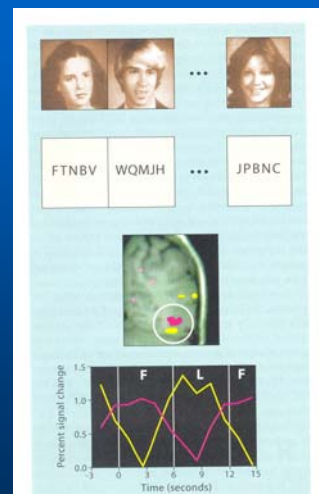 ...
FTNBV WQMJH ... JPBNC
Percent signal change
1.5
1.0
0.5
0.0
F L F
-3 0 3 6 9 12 15
Time (seconds)